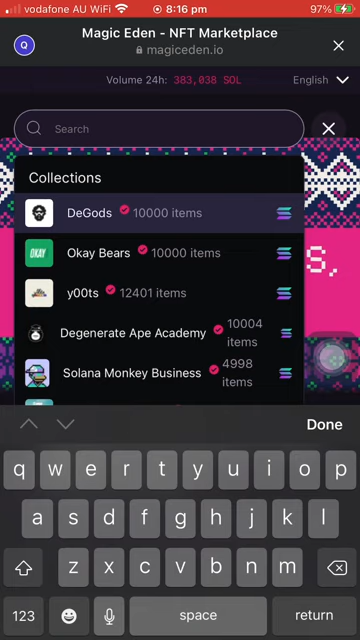 vodafone AU WiFi 8:16 pm 97%
Magic Eden - NFT Marketplace
Q
magiceden.io
Volume 24h: 383,038 SOL English
Search
Collections
DeGods 10000 items
s,
OKAY Okay Bears 10000 items
y00ts 12401 items
Degenerate Ape Academy 10004 items
Solana Monkey Business 4998 items
Done
q w e r t y u i o p
a s d f g h j k l
z x c v b n m
123 space return